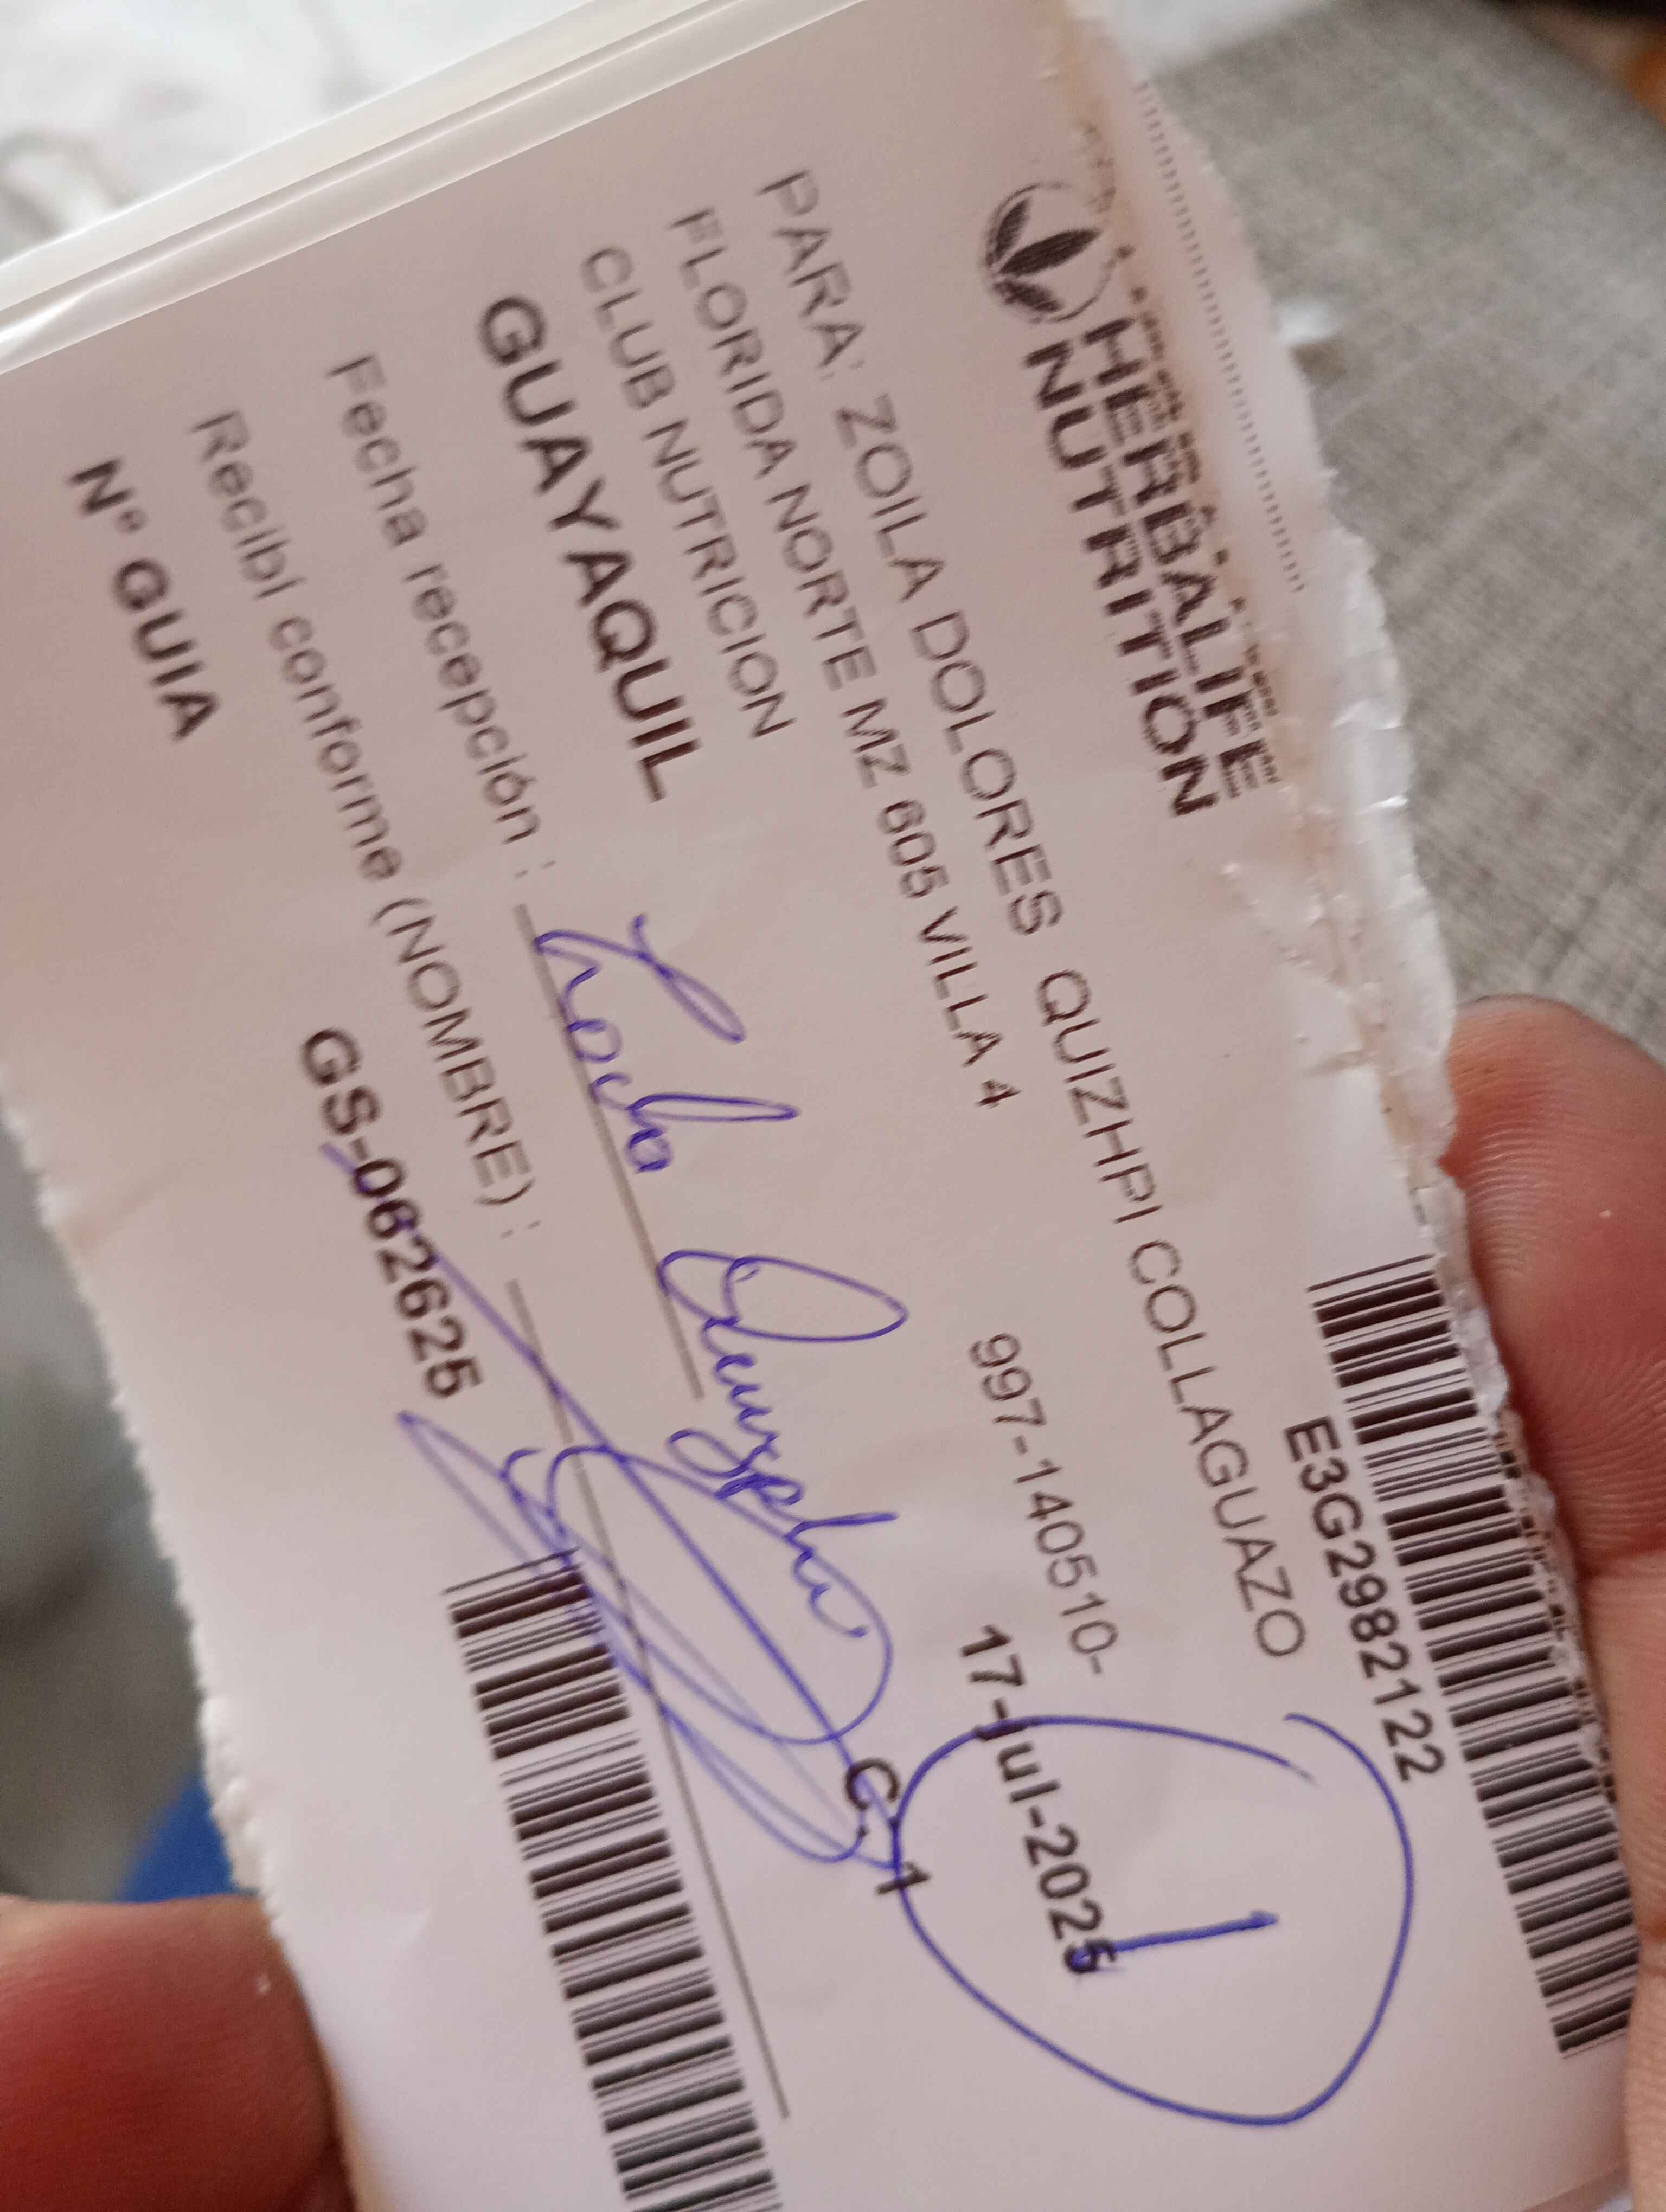 HERBALIFE
NUTRITION
E3G2982122
PARA: ZOILA DOLORES QUIZHPI COLLAGUAZO
FLORIDA NORTE MZ 605 VILLA 4 997-140510-
CLUB NUTRICION
GUAYAQUIL 17-jul-2025
1
Fecha recepción :
C.1
Recibí conforme (NOMBRE) :
N° GUIA GS-062625